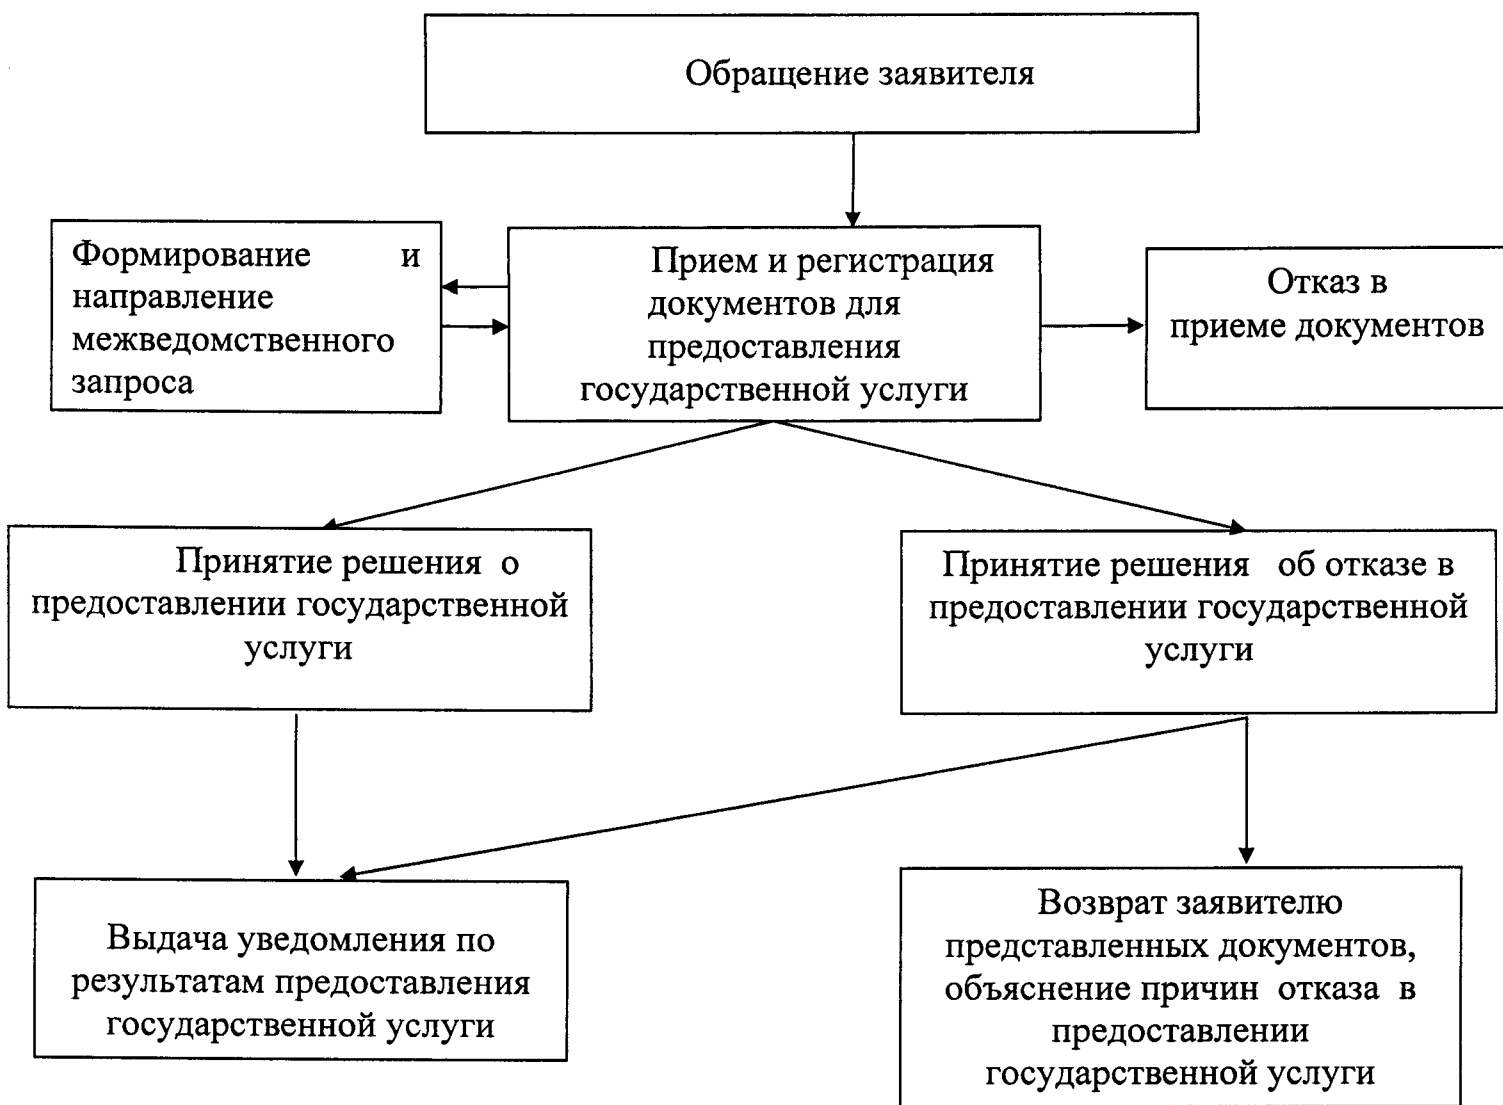 Обращение заявителя
Формирование и
направление
межведомственного
запроса
Прием и регистрация
документов для
предоставления
государственной услуги
Отказ в
приеме документов
Принятие решения о
предоставлении государственной
услуги
Принятие решения об отказе в
предоставлении государственной
услуги
Выдача уведомления по
результатам предоставления
государственной услуги
Возврат заявителю
представленных документов,
объяснение причин отказа в
предоставлении
государственной услуги